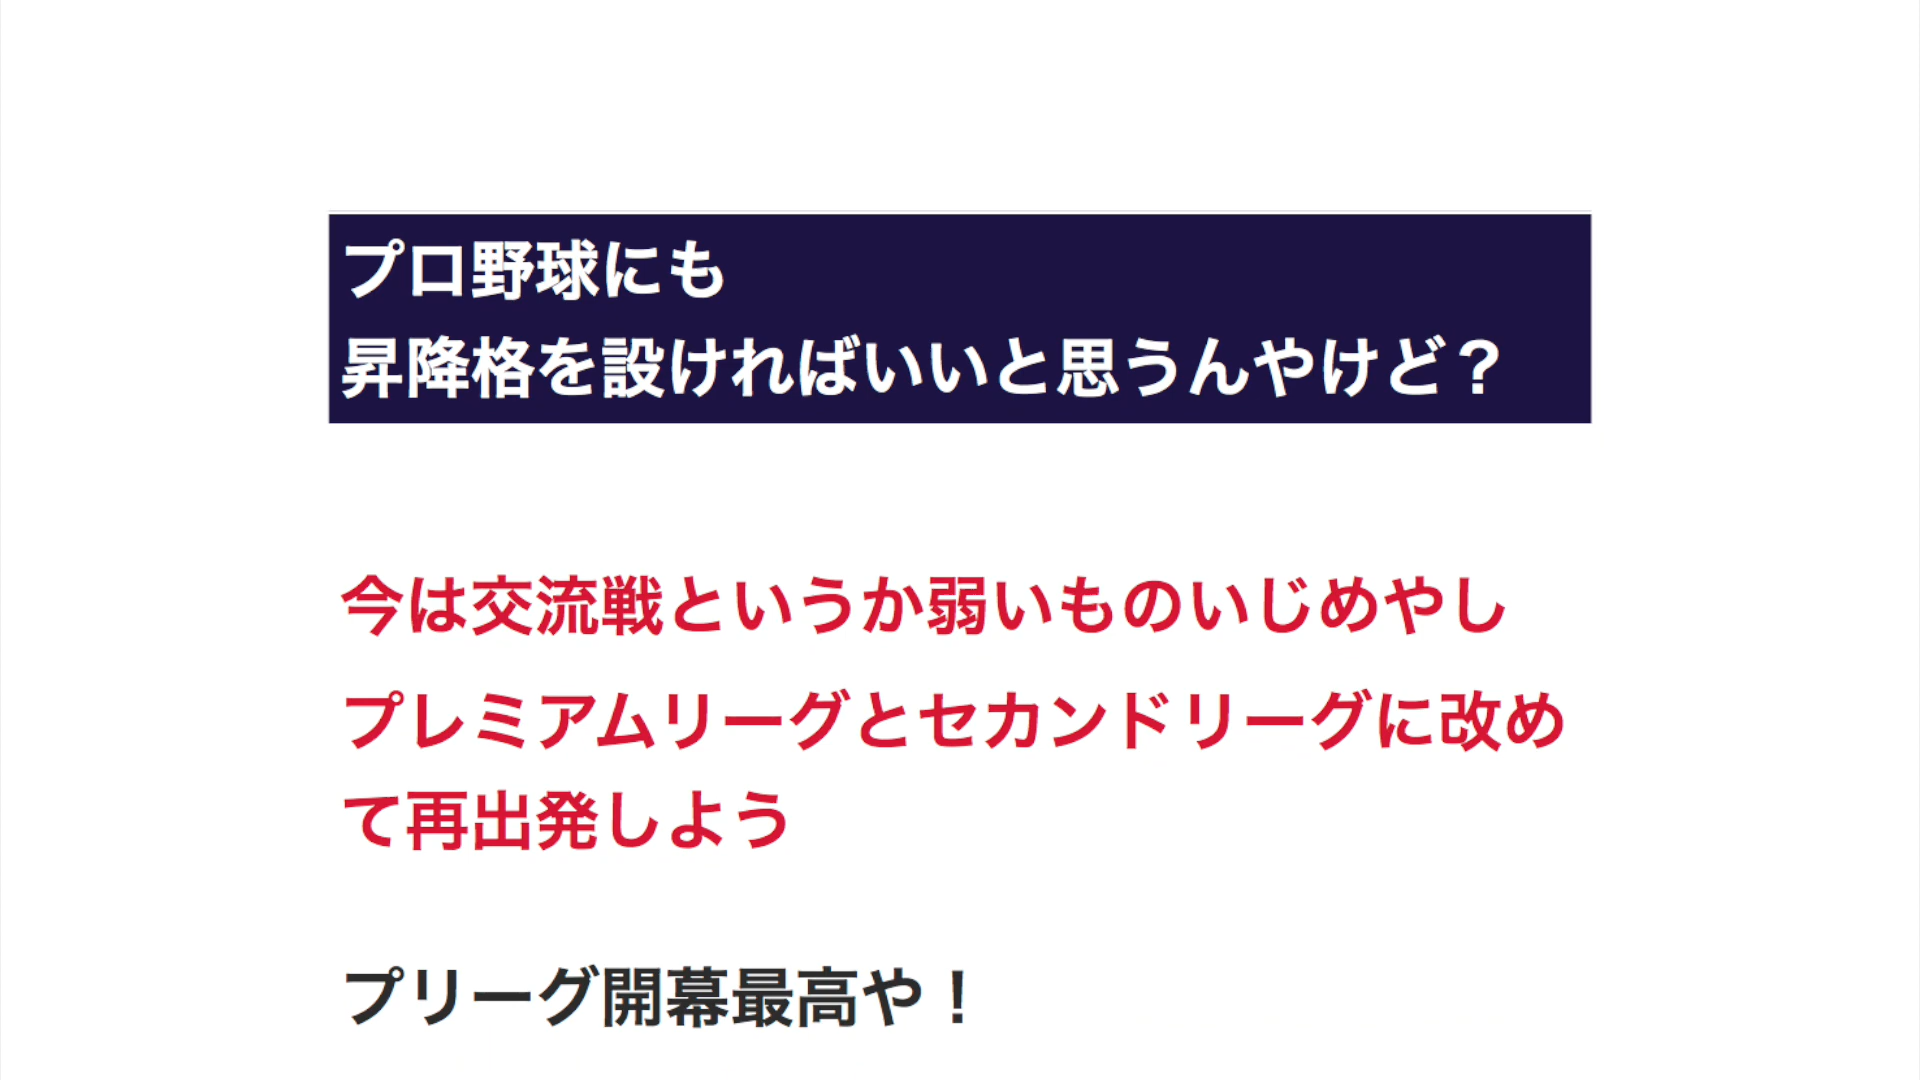 プロ野球にも
昇降格を設ければいいと思うんやけど？
今は交流戦というか弱いものいじめやし
プレミアムリーグとセカンドリーグに改め
て再出発しよう
プリーグ開幕最高や！